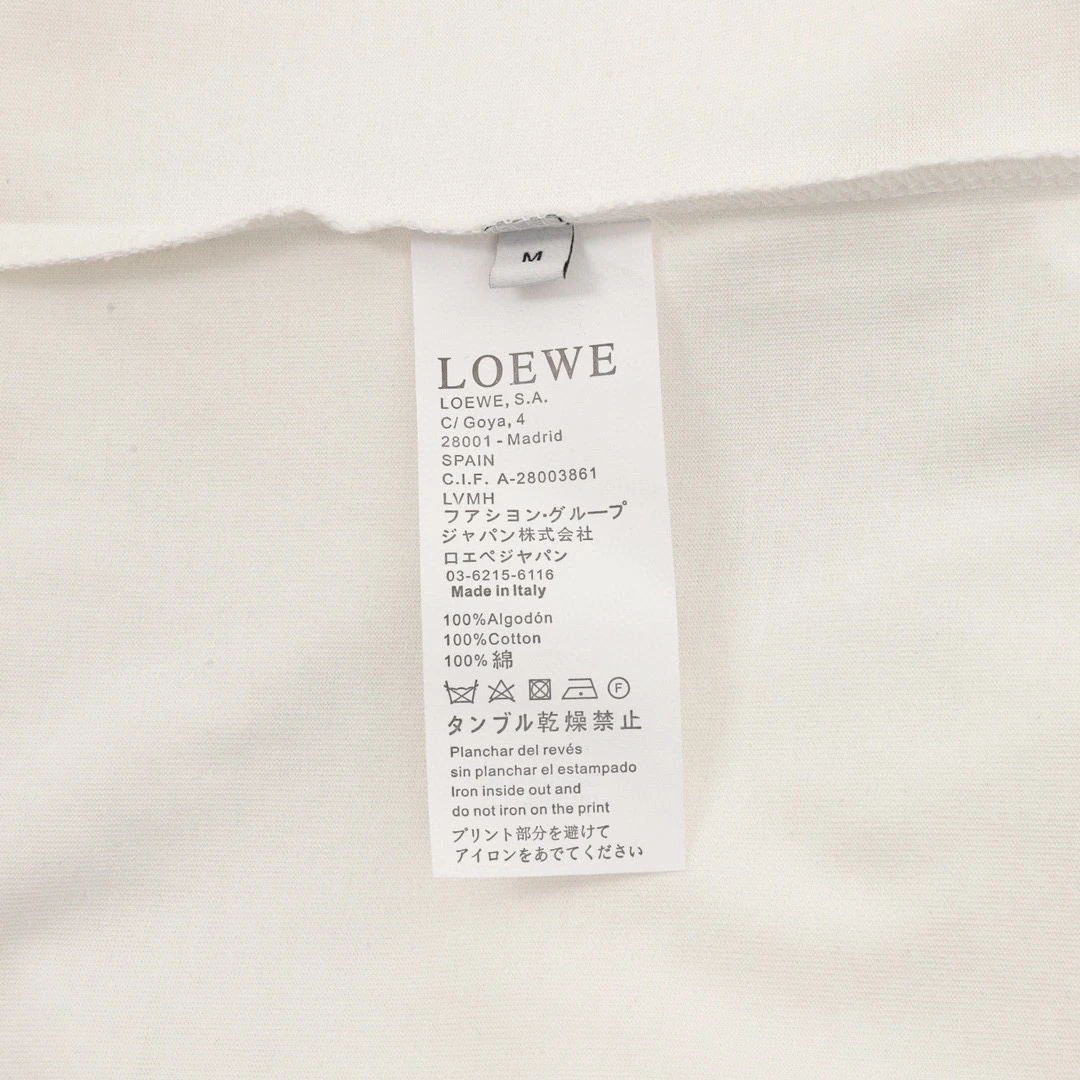 M
LOEWE
LOEWE, S.A.
C/ Goya, 4
28001 - Madrid
SPAIN
C.I.F. A-28003861
LVMH
フアシヨン・グループ
ジャパン株式会社
ロエペジヤパン
03-6215-6116
Made in Italy
100%Algodón
100%Cotton
100% 綿
F
タンブル乾燥禁止
Planchar del revés
sin planchar el estampado
Iron inside out and
do not iron on the print
プリント部分を避けて
アイロンをあでてください